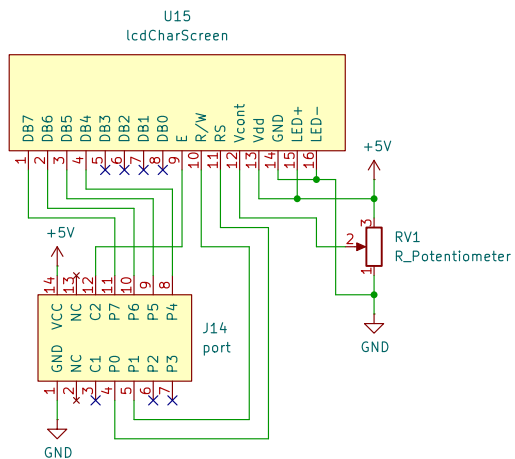 U15
lcdCharScreen
DB7 DB6 DB5 DB4 DB3 DB2 DB1 DB0 E R/W RS Vcont Vdd GND LED+ LED-
1 2 3 4 5 6 7 8 9 10 11 12 13 14 15 16
+5V
+5V
3
2
1
RV1
R_Potentiometer
14 13 12 11 10 9 8
VCC NC C2 P7 P6 P5 P4
J14
port
GND NC C1 P0 P1 P2 P3
1 2 3 4 5 6 7
GND
GND